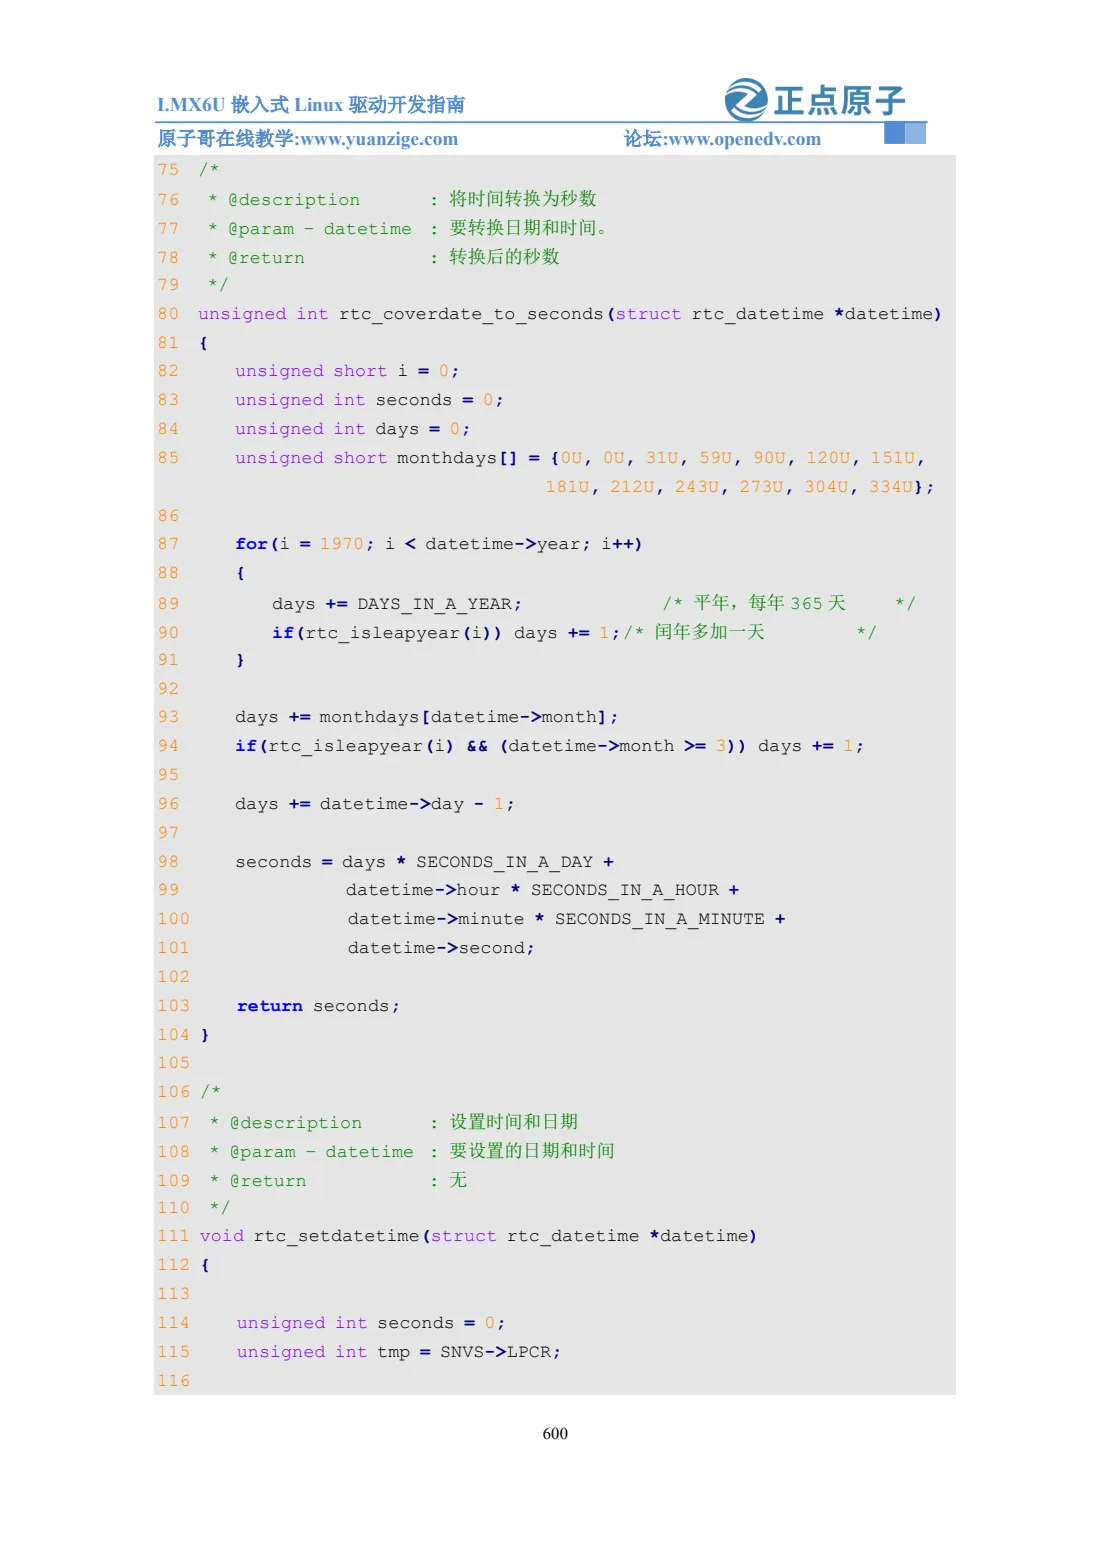 I.MX6U 嵌入式 Linux 驱动开发指南
正点原子
原子哥在线教学:www.yuanzige.com 论坛:www.openedv.com
75 /*
76 * @description : 将时间转换为秒数
77 * @param – datetime : 要转换日期和时间。
78 * @return : 转换后的秒数
79 */
80 unsigned int rtc_coverdate_to_seconds(struct rtc_datetime *datetime)
81 {
82 unsigned short i = 0;
83 unsigned int seconds = 0;
84 unsigned int days = 0;
85 unsigned short monthdays[] = {0U, 0U, 31U, 59U, 90U, 120U, 151U,
181U, 212U, 243U, 273U, 304U, 334U};
86
87 for(i = 1970; i < datetime->year; i++)
88 {
89 days += DAYS_IN_A_YEAR; /* 平年，每年 365 天 */
90 if(rtc_isleapyear(i)) days += 1;/* 闰年多加一天 */
91 }
92
93 days += monthdays[datetime->month];
94 if(rtc_isleapyear(i) && (datetime->month >= 3)) days += 1;
95
96 days += datetime->day - 1;
97
98 seconds = days * SECONDS_IN_A_DAY +
99 datetime->hour * SECONDS_IN_A_HOUR +
100 datetime->minute * SECONDS_IN_A_MINUTE +
101 datetime->second;
102
103 return seconds;
104 }
105
106 /*
107 * @description : 设置时间和日期
108 * @param – datetime : 要设置的日期和时间
109 * @return : 无
110 */
111 void rtc_setdatetime(struct rtc_datetime *datetime)
112 {
113
114 unsigned int seconds = 0;
115 unsigned int tmp = SNVS->LPCR;
116
600